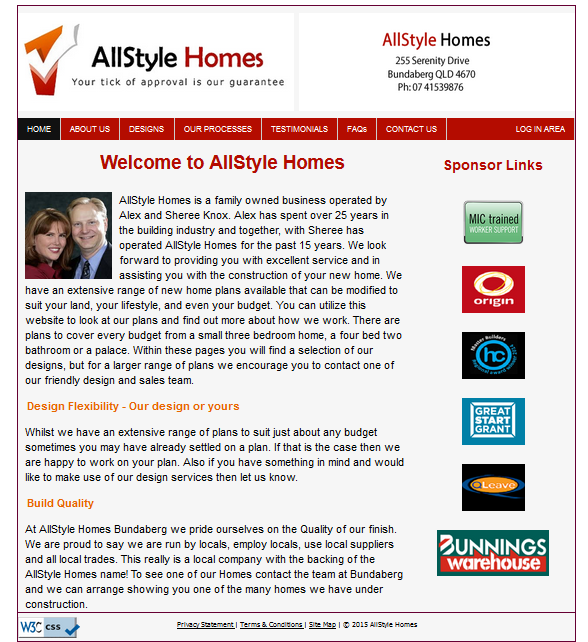 AllStyle Homes
Your tick of approval is our guarantee
AllStyle Homes
255 Serenity Drive
Bundaberg QLD 4670
Ph: 07 41539876
HOME ABOUT US DESIGNS OUR PROCESSES TESTIMONIALS FAQs CONTACT US LOG IN AREA
Welcome to AllStyle Homes
AllStyle Homes is a family owned business operated by
Alex and Sheree Knox. Alex has spent over 25 years in
the building industry and together, with Sheree has
operated AllStyle Homes for the past 15 years. We look
forward to providing you with excellent service and in
assisting you with the construction of your new home. We
have an extensive range of new home plans available that can be modified to
suit your land, your lifestyle, and even your budget. You can utilize this
website to look at our plans and find out more about how we work. There are
plans to cover every budget from a small three bedroom home, a four bed two
bathroom or a palace. Within these pages you will find a selection of our
designs, but for a larger range of plans we encourage you to contact one of
our friendly design and sales team.
Design Flexibility - Our design or yours
Whilst we have an extensive range of plans to suit just about any budget
sometimes you may have already settled on a plan. If that is the case then we
are happy to work on your plan. Also if you have something in mind and would
like to make use of our design services then let us know.
Build Quality
At AllStyle Homes Bundaberg we pride ourselves on the Quality of our finish.
We are proud to say we are run by locals, employ locals, use local suppliers
and all local trades. This really is a local company with the backing of the
AllStyle Homes name! To see one of our Homes contact the team at Bundaberg
and we can arrange showing you one of the many homes we have under
construction.
Sponsor Links
MIC trained
WORKER SUPPORT
origin
Master Builders
hc
GREAT
START
GRANT
QLeave
BUNNINGS
warehouse
W3C css
Privacy Statement | Terms & Conditions | Site Map | © 2015 AllStyle Homes